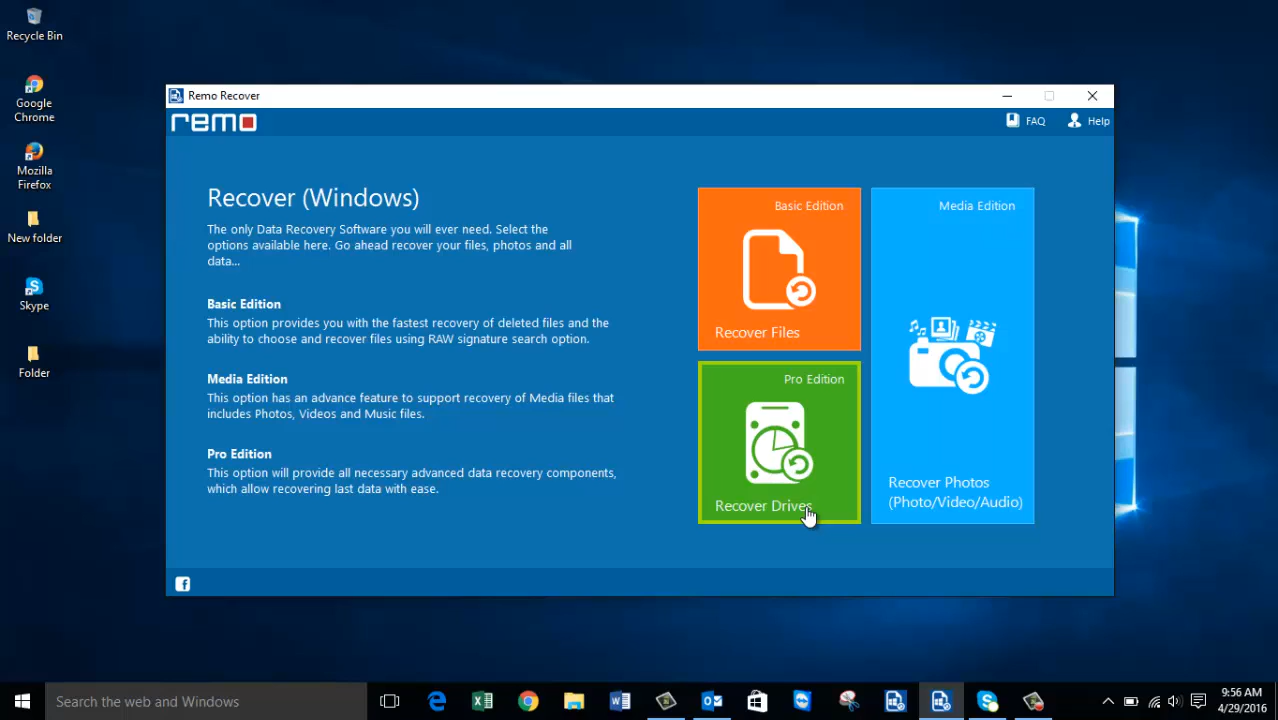 Recycle Bin
Google
Chrome
Mozilla
Firefox
New folder
Skype
Folder
Remo Recover
remo
FAQ
Help
Recover (Windows)
The only Data Recovery Software you will ever need. Select the
options available here. Go ahead recover your files, photos and all
data...
Basic Edition
This option provides you with the fastest recovery of deleted files and the
ability to choose and recover files using RAW signature search option.
Media Edition
This option has an advance feature to support recovery of Media files that
includes Photos, Videos and Music files.
Pro Edition
This option will provide all necessary advanced data recovery components,
which allow recovering last data with ease.
Basic Edition
Recover Files
Pro Edition
Recover Drives
Media Edition
Recover Photos
(Photo/Video/Audio)
Search the web and Windows
9:56 AM
4/29/2016